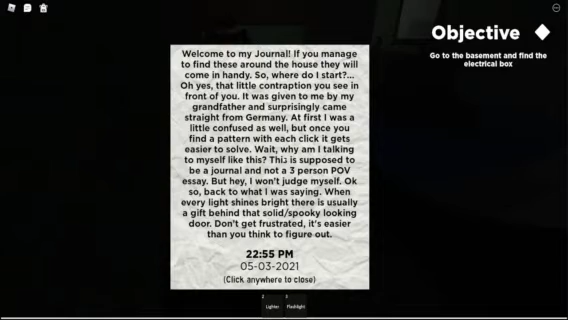 Objective
Go to the basement and find the
electrical box
Welcome to my Journal! If you manage
to find these around the house they will
come in handy. So, where do I start?...
Oh yes, that little contraption you see in
front of you. It was given to me by my
grandfather and surprisingly came
straight from Germany. At first I was a
little confused as well, but once you
find a pattern with each click it gets
easier to solve. Wait, why am I talking
to myself like this? This is supposed to
be a journal and not a 3 person POV
essay. But hey, I won't judge myself. Ok
so, back to what I was saying. When
every light shines bright there is usually
a gift behind that solid/spooky looking
door. Don't get frustrated, it's easier
than you think to figure out.
22:55 PM
05-03-2021
(Click anywhere to close)
2 3
Lighter Flashlight